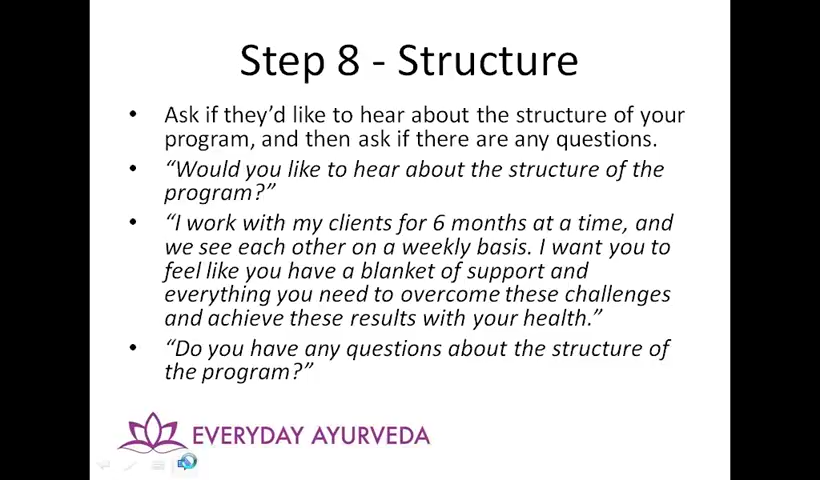 Step 8 - Structure
• Ask if they’d like to hear about the structure of your
program, and then ask if there are any questions.
• “Would you like to hear about the structure of the
program?”
• “I work with my clients for 6 months at a time, and
we see each other on a weekly basis. I want you to
feel like you have a blanket of support and
everything you need to overcome these challenges
and achieve these results with your health.”
• “Do you have any questions about the structure of
the program?”
EVERYDAY AYURVEDA